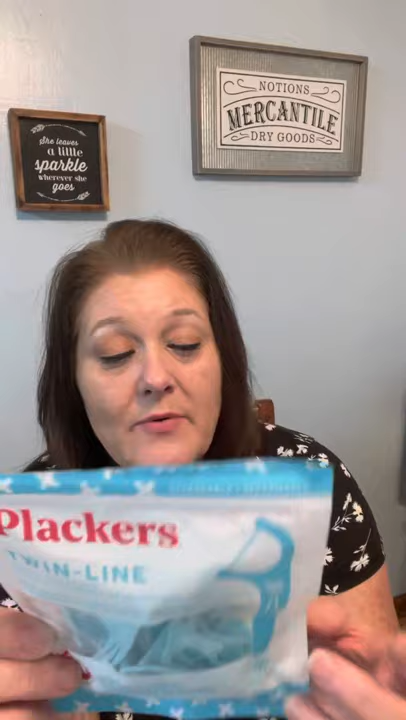 She leaves
a little
sparkle
wherever she
goes
NOTIONS
MERCANTILE
DRY GOODS
Plackers
TWIN-LINE